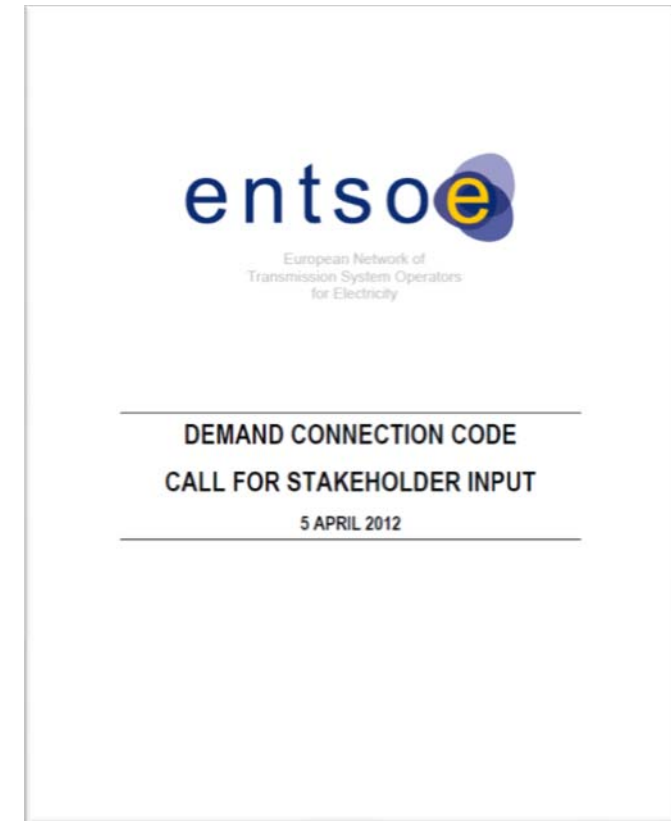 entsoe
European Network of
Transmission System Operators
for Electricity
DEMAND CONNECTION CODE
CALL FOR STAKEHOLDER INPUT
5 APRIL 2012